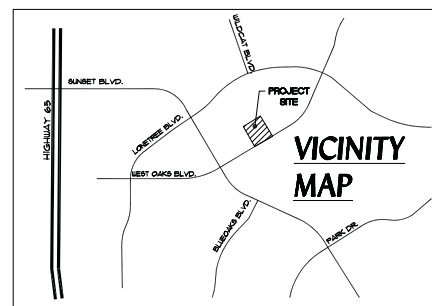 WILDCAT BLVD.
SUNSET BLVD.
PROJECT
SITE
HIGHWAY 65
LONETREE BLVD.
VICINITY
MAP
WEST OAKS BLVD.
BLUEOAKS BLVD.
PARK DR.